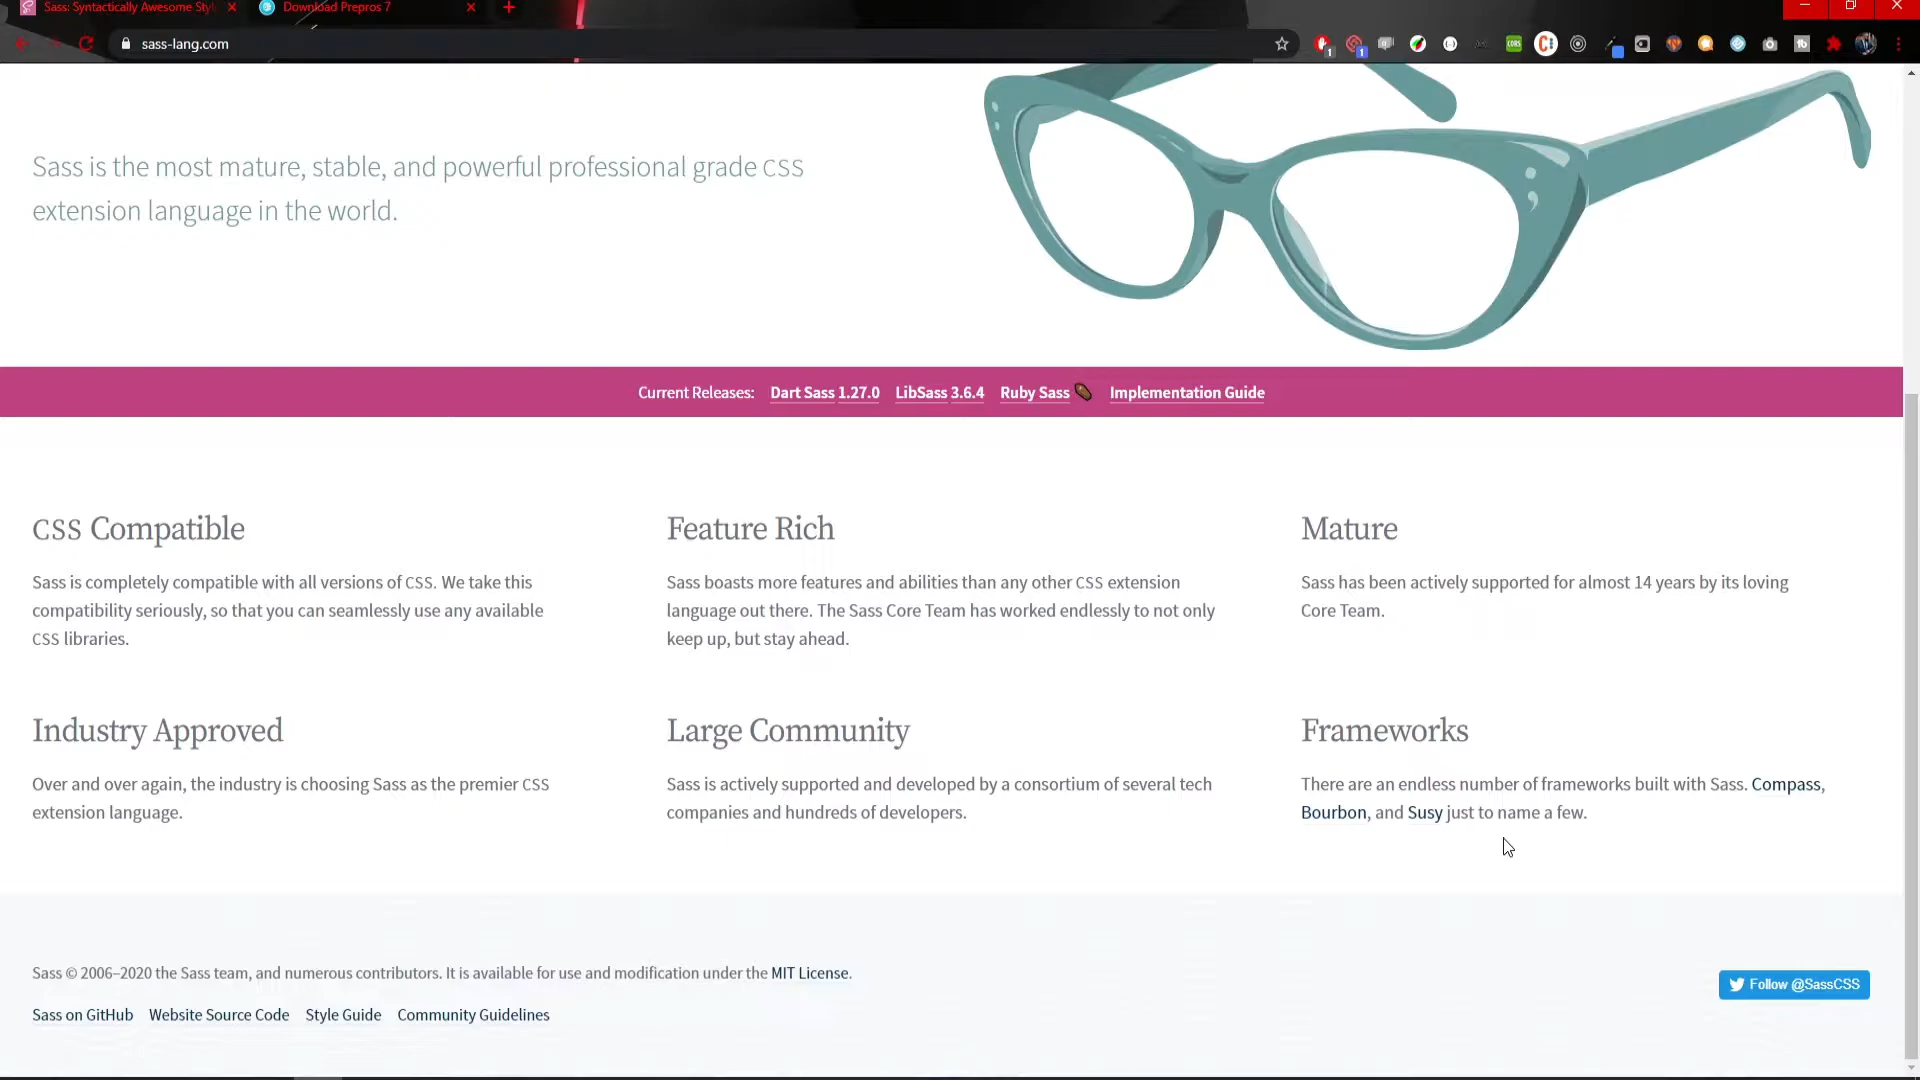 Sass: Syntactically Awesome Style
Download Prepros 7
sass-lang.com
Sass is the most mature, stable, and powerful professional grade CSS
extension language in the world.
Current Releases: Dart Sass 1.27.0 LibSass 3.6.4 Ruby Sass Implementation Guide
CSS Compatible
Sass is completely compatible with all versions of CSS. We take this
compatibility seriously, so that you can seamlessly use any available
CSS libraries.
Feature Rich
Sass boasts more features and abilities than any other CSS extension
language out there. The Sass Core Team has worked endlessly to not only
keep up, but stay ahead.
Mature
Sass has been actively supported for almost 14 years by its loving
Core Team.
Industry Approved
Over and over again, the industry is choosing Sass as the premier CSS
extension language.
Large Community
Sass is actively supported and developed by a consortium of several tech
companies and hundreds of developers.
Frameworks
There are an endless number of frameworks built with Sass. Compass,
Bourbon, and Susy just to name a few.
Sass © 2006–2020 the Sass team, and numerous contributors. It is available for use and modification under the MIT License.
Sass on GitHub Website Source Code Style Guide Community Guidelines
Follow @SassCSS